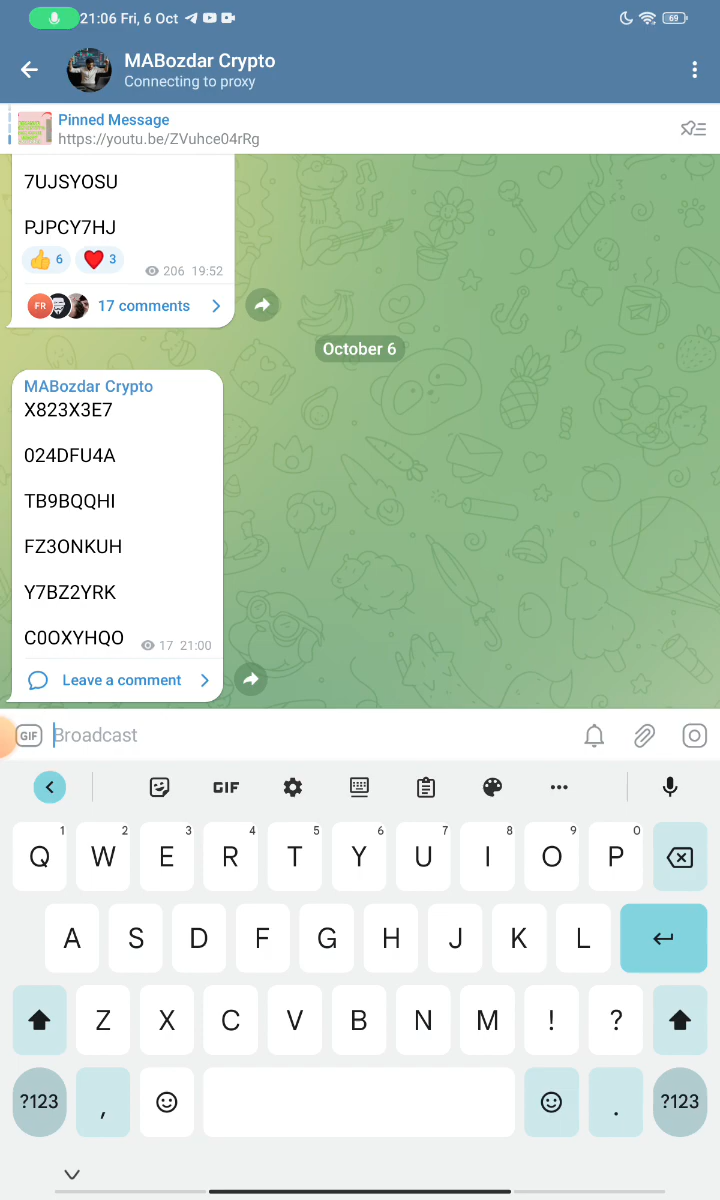 21:06 Fri, 6 Oct
69
MABozdar Crypto
Connecting to proxy
Pinned Message
https://youtu.be/ZVuhce04rRg
7UJSYOSU
PJPCY7HJ
6 3 206 19:52
FR 17 comments
October 6
MABozdar Crypto
X823X3E7
024DFU4A
TB9BQQHI
FZ3ONKUH
Y7BZ2YRK
C0OXYHQO 17 21:00
Leave a comment
GIF Broadcast
GIF
1 2 3 4 5 6 7 8 9 0
Q W E R T Y U I O P
A S D F G H J K L
Z X C V B N M ! ?
?123 , . ?123